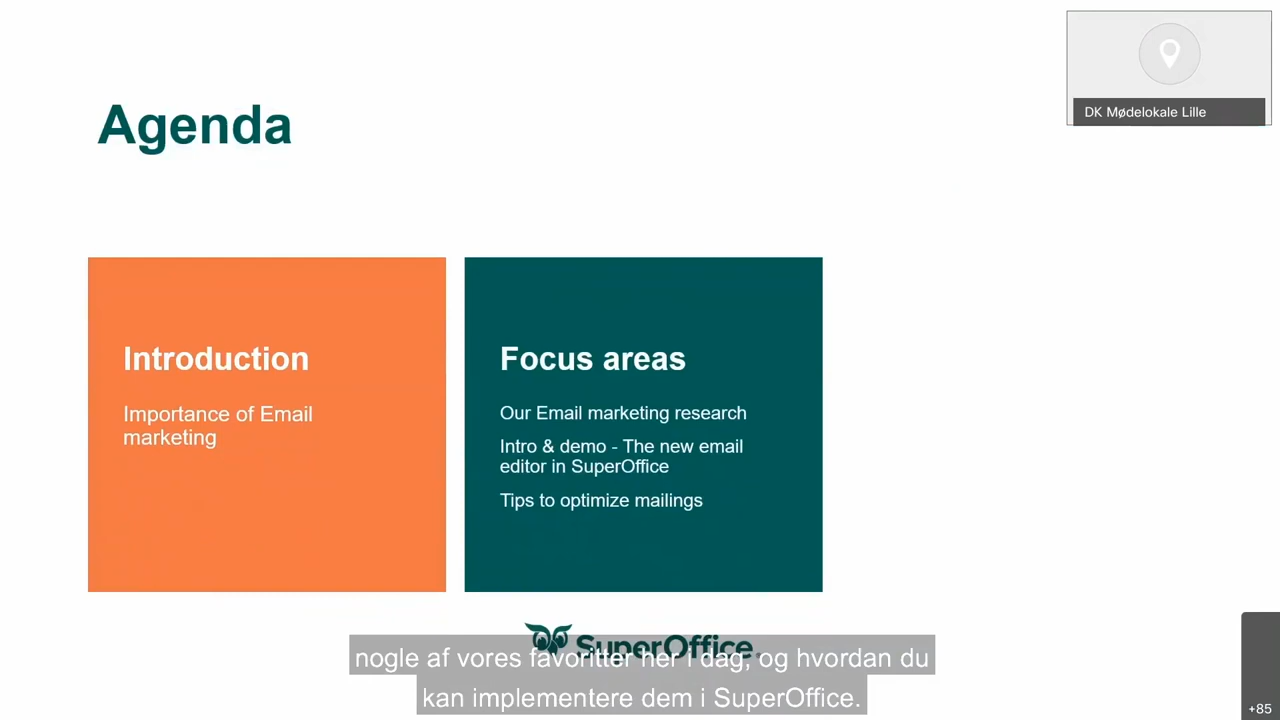 DK Mødelokale Lille
Agenda
Introduction
Importance of Email
marketing
Focus areas
Our Email marketing research
Intro & demo - The new email
editor in SuperOffice
Tips to optimize mailings
SuperOffice.
nogle af vores favoritter her i dag, og hvordan du
kan implementere dem i SuperOffice.
+85